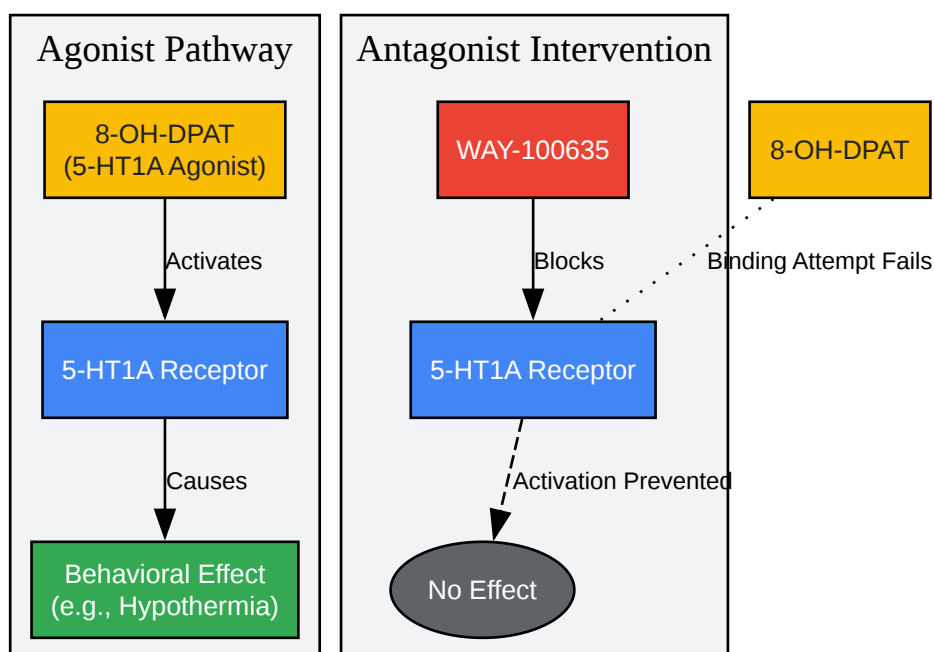 Agonist Pathway
8-OH-DPAT
(5-HT1A Agonist)
Activates
5-HT1A Receptor
Causes
Behavioral Effect
(e.g., Hypothermia)
Antagonist Intervention
WAY-100635
8-OH-DPAT
Blocks
Binding Attempt Fails
5-HT1A Receptor
Activation Prevented
No Effect